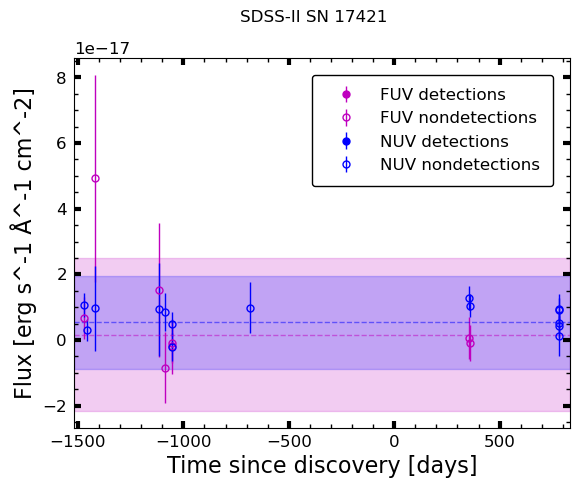 SDSS-II SN 17421
1e−17
8
6
4
2
0
−2
Flux [erg s^-1 Å^-1 cm^-2]
FUV detections
FUV nondetections
NUV detections
NUV nondetections
−1500 −1000 −500 0 500
Time since discovery [days]